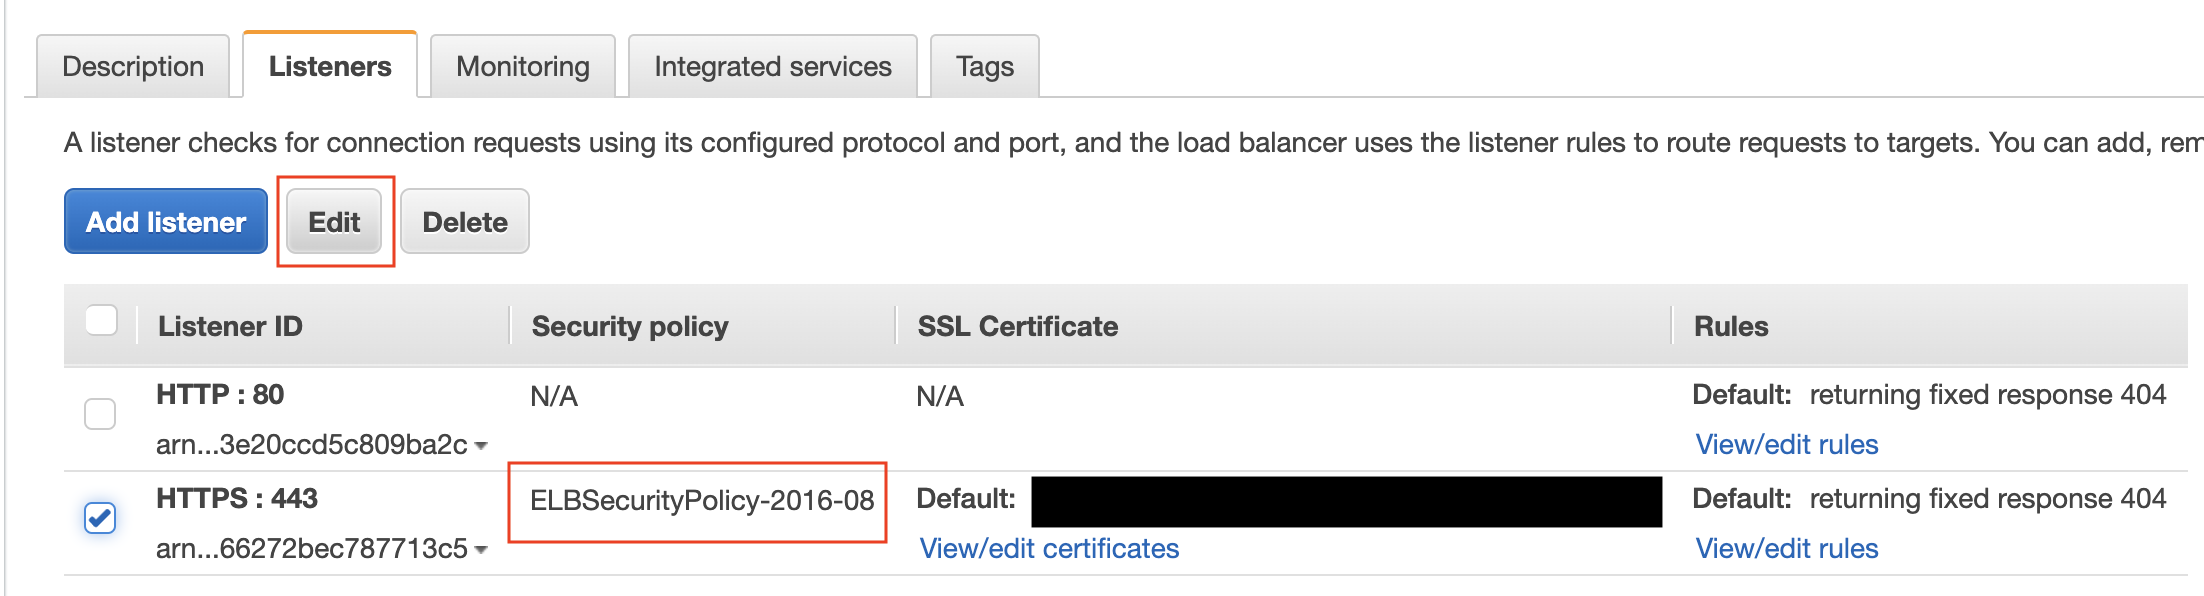 Description Listeners Monitoring Integrated services Tags
A listener checks for connection requests using its configured protocol and port, and the load balancer uses the listener rules to route requests to targets. You can add, rem
Add listener Edit Delete
Listener ID Security policy SSL Certificate Rules
HTTP : 80 N/A N/A Default: returning fixed response 404
arn...3e20ccd5c809ba2c View/edit rules
HTTPS : 443 ELBSecurityPolicy-2016-08 Default: Default: returning fixed response 404
arn...66272bec787713c5 View/edit certificates View/edit rules